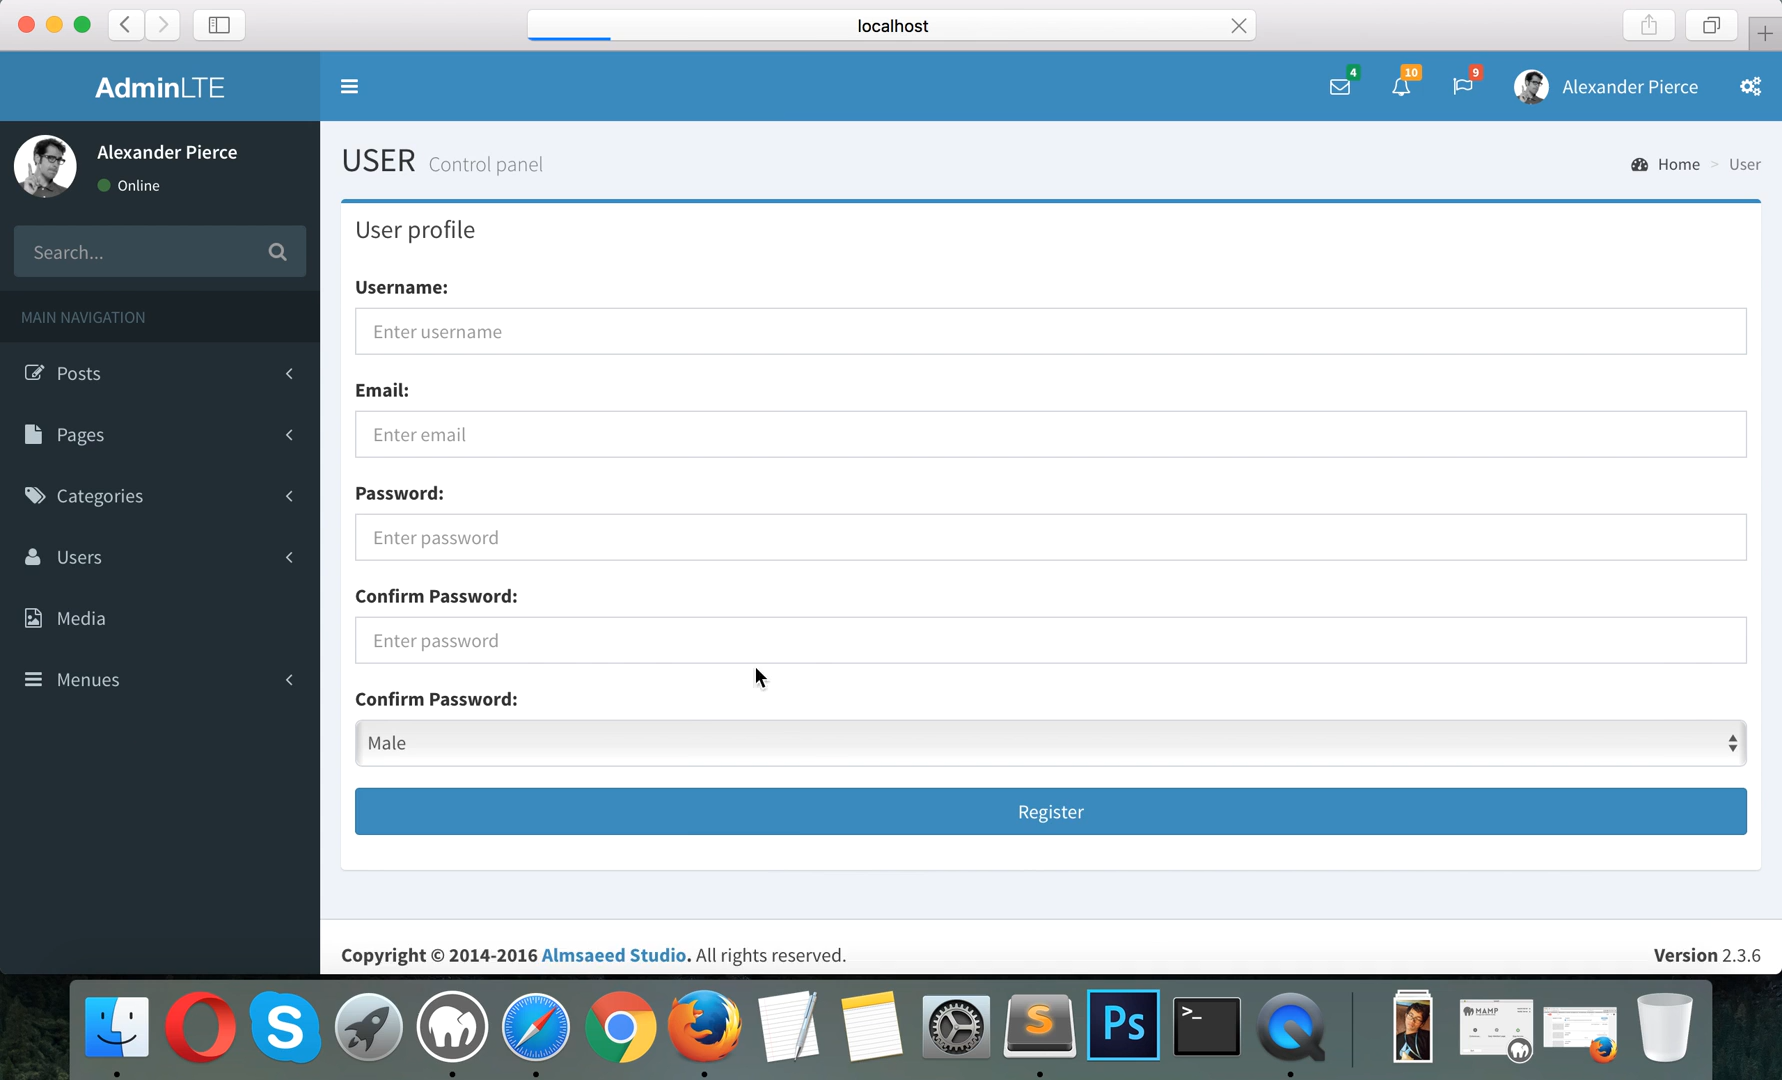 localhost
AdminLTE
4
10
9
Alexander Pierce
Alexander Pierce
Online
USER Control panel
Home > User
Search...
User profile
MAIN NAVIGATION
Username:
Enter username
Posts
Email:
Pages
Enter email
Password:
Categories
Enter password
Users
Confirm Password:
Media
Enter password
Menues
Confirm Password:
Male
Register
Copyright © 2014-2016 Almsaeed Studio. All rights reserved.
Version 2.3.6
S
S
Ps
>_
MAMP